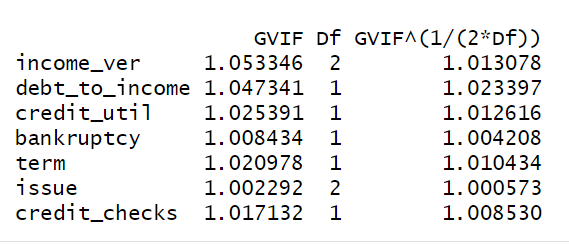 GVIF Df GVIF^(1/(2*Df))
income_ver 1.053346 2 1.013078
debt_to_income 1.047341 1 1.023397
credit_util 1.025391 1 1.012616
bankruptcy 1.008434 1 1.004208
term 1.020978 1 1.010434
issue 1.002292 2 1.000573
credit_checks 1.017132 1 1.008530